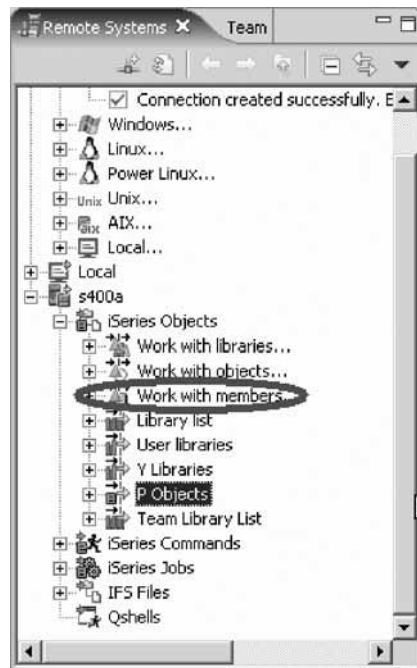 Remote Systems Team
Connection created successfully. E
Windows...
Linux...
Power Linux...
Unix Unix...
AIX AIX...
Local...
Local
s400a
iSeries Objects
Work with libraries...
Work with objects...
Work with members...
Library list
User libraries
Y Libraries
P Objects
Team Library List
iSeries Commands
iSeries Jobs
IFS Files
Qshells